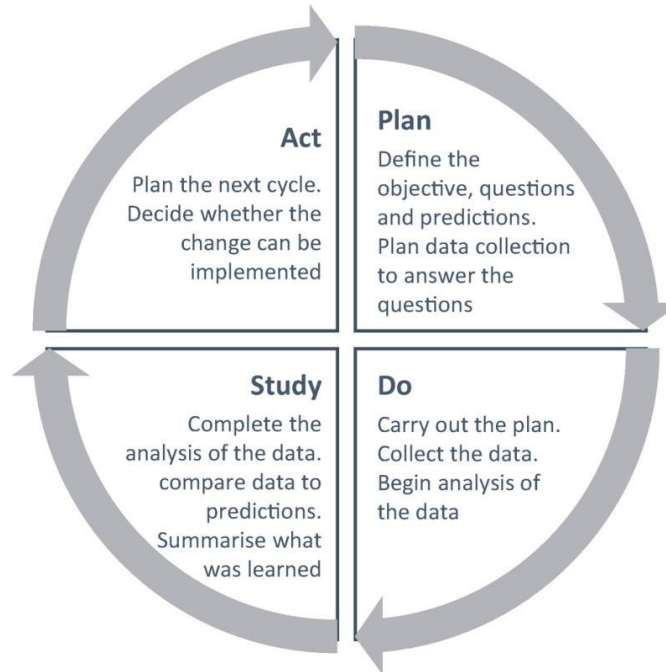 Act
Plan the next cycle.
Decide whether the
change can be
implemented
Plan
Define the
objective, questions
and predictions.
Plan data collection
to answer the
questions
Study
Complete the
analysis of the data.
compare data to
predictions.
Summarise what
was learned
Do
Carry out the plan.
Collect the data.
Begin analysis of
the data